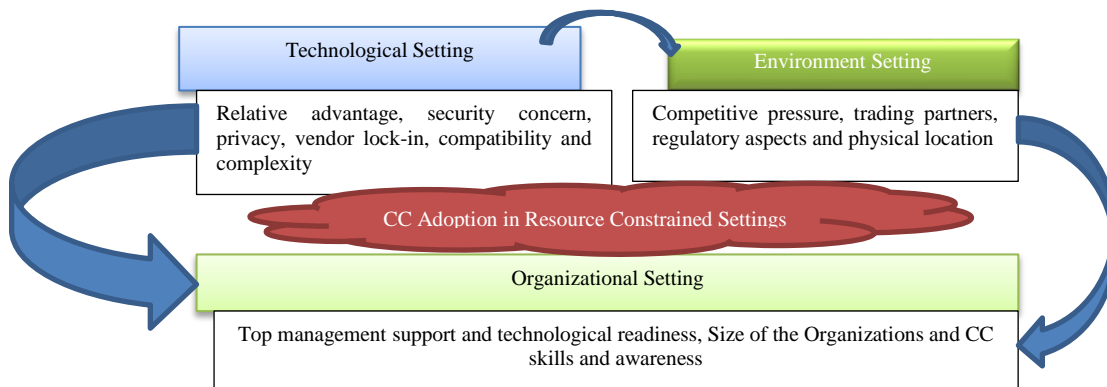 Technological Setting
Environment Setting
Relative advantage, security concern,
privacy, vendor lock-in, compatibility and
complexity
Competitive pressure, trading partners,
regulatory aspects and physical location
CC Adoption in Resource Constrained Settings
Organizational Setting
Top management support and technological readiness, Size of the Organizations and CC
skills and awareness